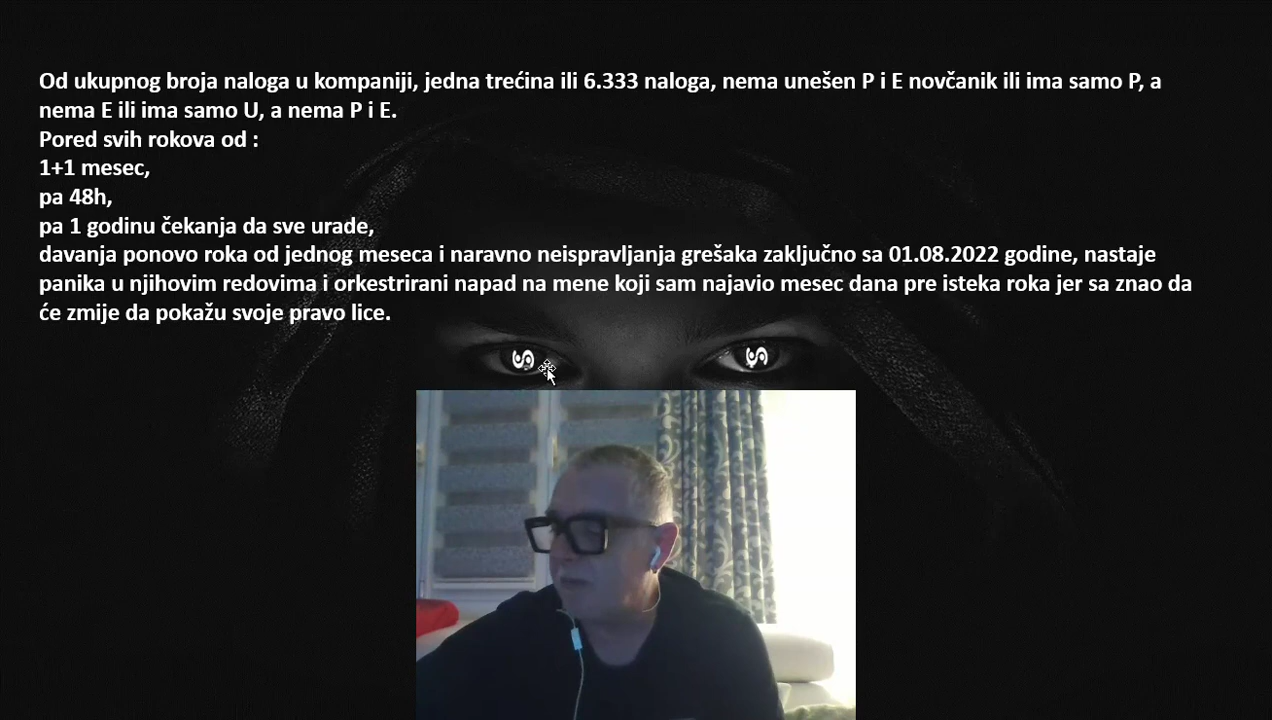 Od ukupnog broja naloga u kompaniji, jedna trećina ili 6.333 naloga, nema unešen P i E novčanik ili ima samo P, a
nema E ili ima samo U, a nema P i E.
Pored svih rokova od :
1+1 mesec,
pa 48h,
pa 1 godinu čekanja da sve urade,
davanja ponovo roka od jednog meseca i naravno neispravljanja grešaka zaključno sa 01.08.2022 godine, nastaje
panika u njihovim redovima i orkestrirani napad na mene koji sam najavio mesec dana pre isteka roka jer sa znao da
će zmije da pokažu svoje pravo lice.